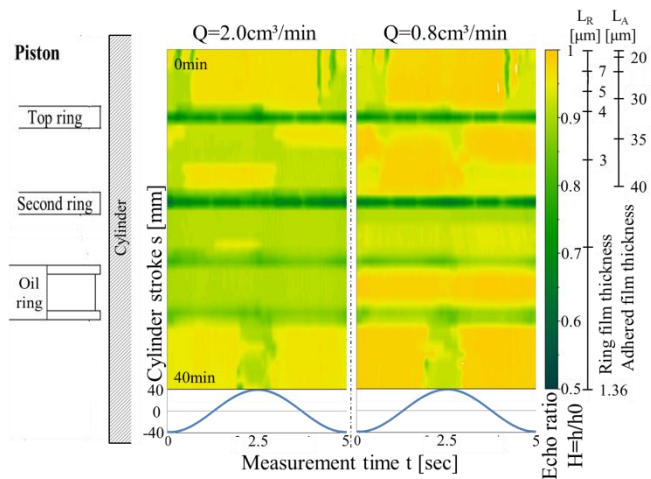 Q=2.0cm³/min
Q=0.8cm³/min
L_R
[μm]
L_A
[μm]
Piston
Top ring
Second ring
Oil
ring
Cylinder
Cylinder stroke s [mm]
0min
40min
40
0
-40
0
2.5
5
0
2.5
5
Measurement time t [sec]
1
0.9
0.8
0.7
0.6
0.5
Echo ratio
H=h/h0
7
5
4
3
1.36
Ring film thickness
20
30
35
40
Adhered film thickness